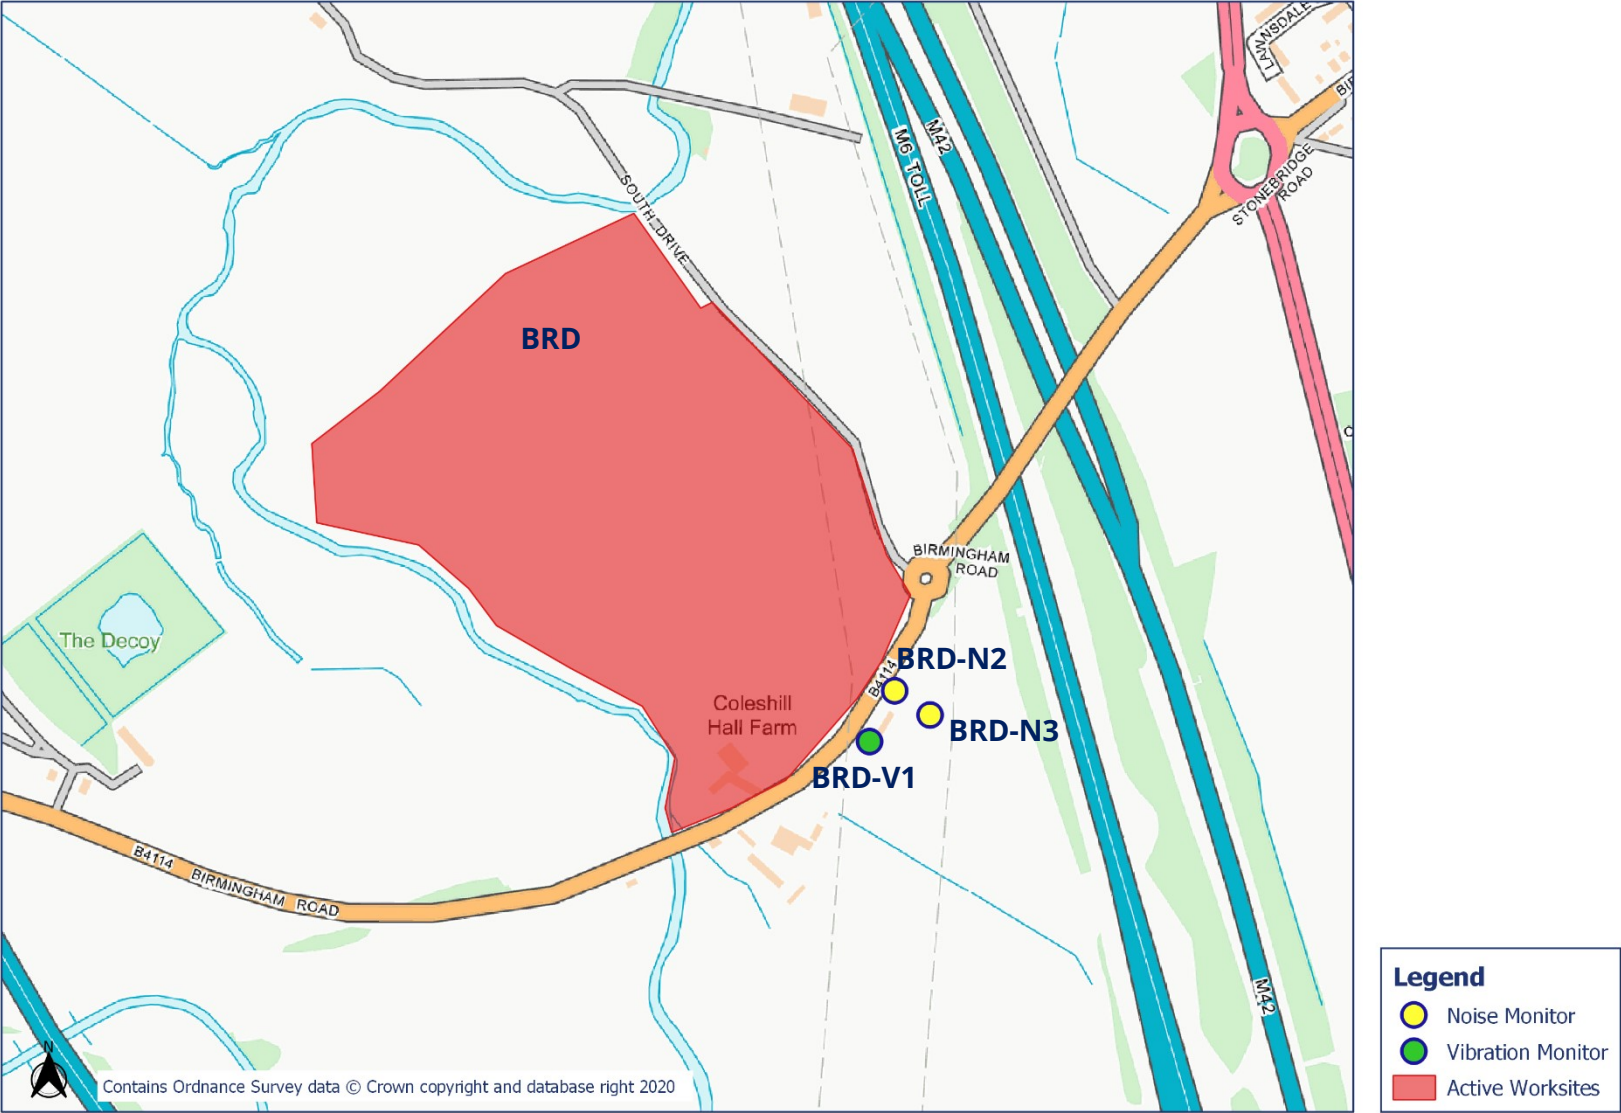 LAWNSDALE
BIR
M6 TOLL
M42
STONEBRIDGE
ROAD
SOUTH DRIVE
BRD
BIRMINGHAM
ROAD
The Decoy
B4114
BRD-N2
Coleshill
Hall Farm
BRD-N3
BRD-V1
B4114
BIRMINGHAM ROAD
M42
N
Contains Ordnance Survey data © Crown copyright and database right 2020
Legend
Noise Monitor
Vibration Monitor
Active Worksites